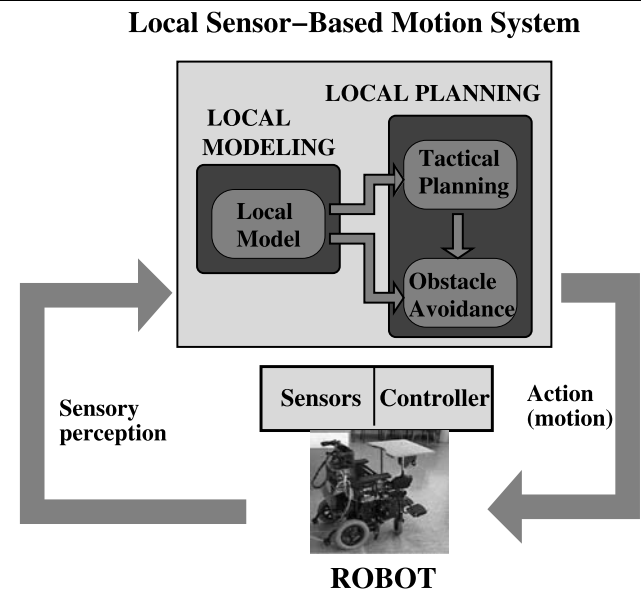 Local Sensor−Based Motion System
LOCAL PLANNING
LOCAL
MODELING
Tactical
Planning
Local
Model
Obstacle
Avoidance
Sensors
Controller
Sensory
perception
Action
(motion)
ROBOT